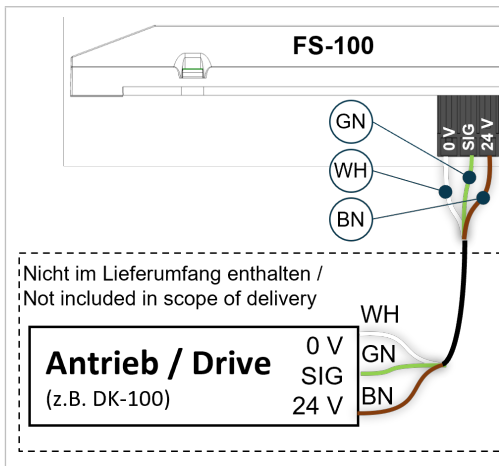 FS-100
GN
WH
BN
0 V
SIG
24 V
Nicht im Lieferumfang enthalten /
Not included in scope of delivery
WH
GN
BN
Antrieb / Drive
(z.B. DK-100)
0 V
SIG
24 V